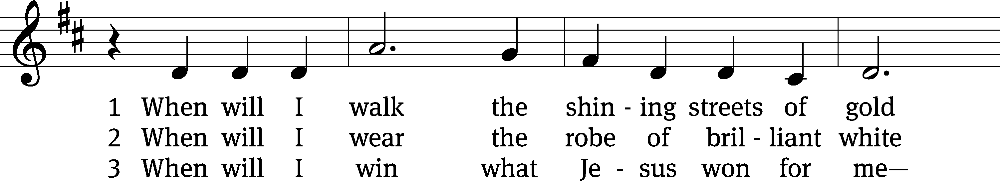 1 When will I walk the shin - ing streets of gold
2 When will I wear the robe of bril - liant white
3 When will I win what Je - sus won for me—